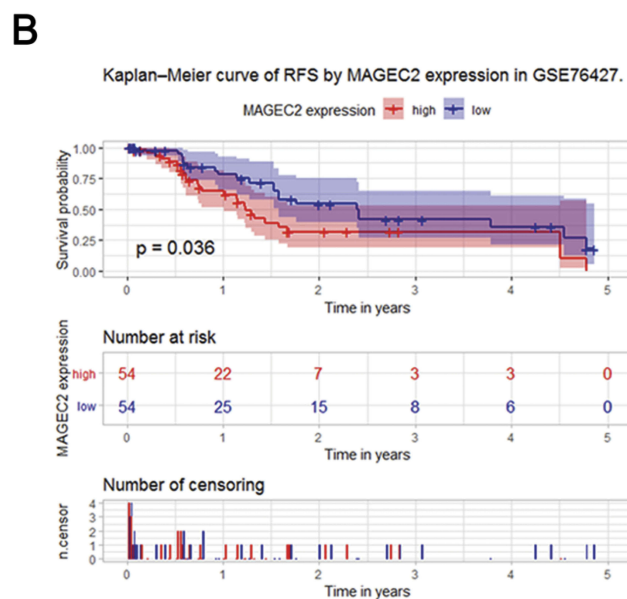 B
Kaplan–Meier curve of RFS by MAGEC2 expression in GSE76427.
MAGEC2 expression high low
Survival probability
1.00
0.75
0.50
0.25
0.00
p = 0.036
0 1 2 3 4 5
Time in years
Number at risk
MAGEC2 expression
high 54 22 7 3 3 0
low 54 25 15 8 6 0
0 1 2 3 4 5
Time in years
Number of censoring
n.censor
4
3
2
1
0
0 1 2 3 4 5
Time in years